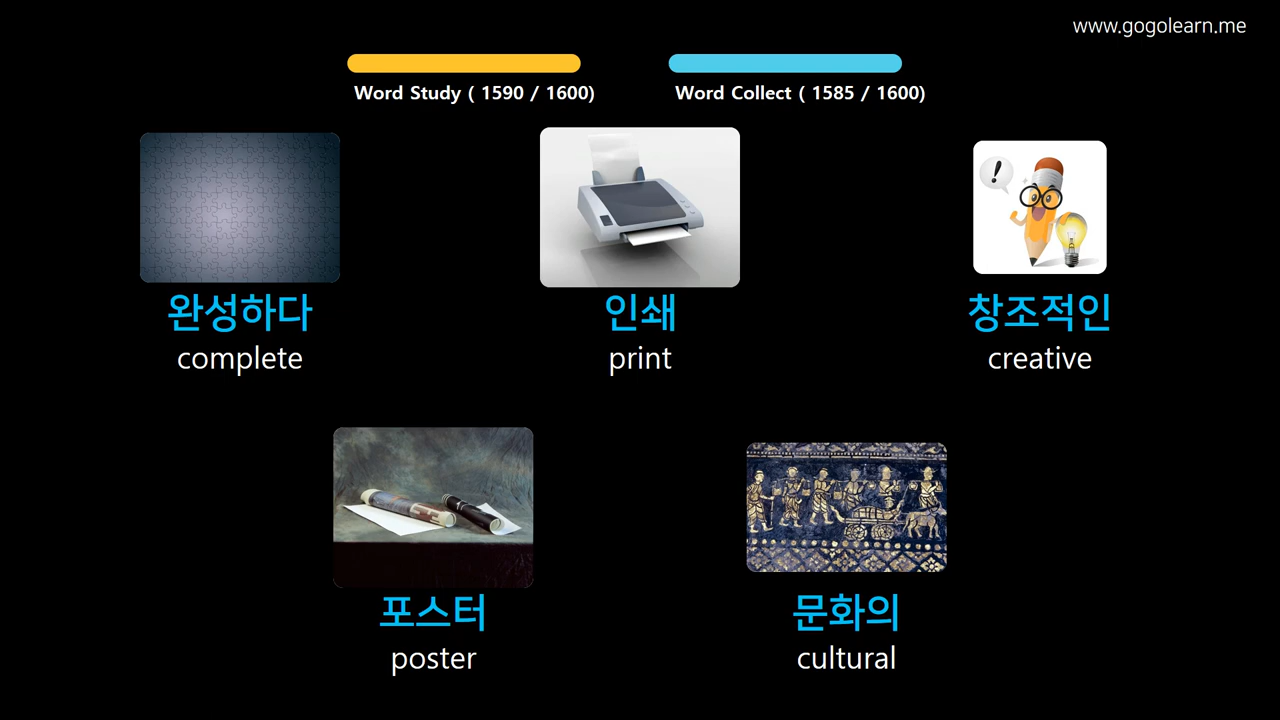 www.gogolearn.me
Word Study ( 1590 / 1600)
Word Collect ( 1585 / 1600)
완성하다
complete
인쇄
print
창조적인
creative
포스터
poster
문화의
cultural